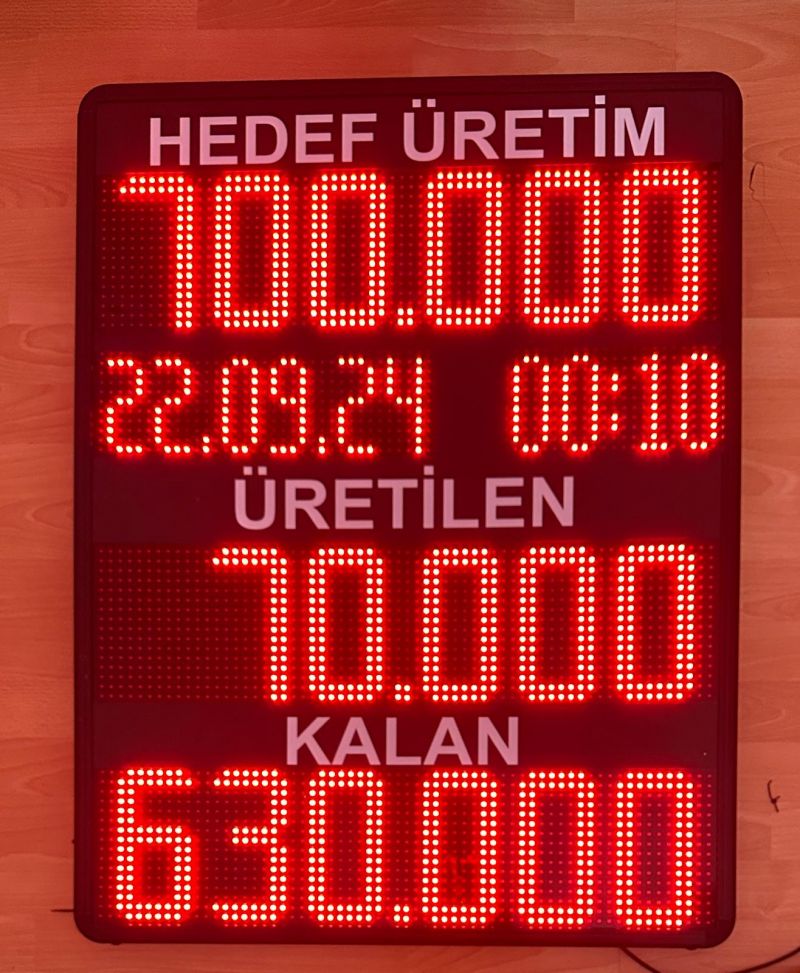 HEDEF ÜRETİM
700.000
22.09.24 00:10
ÜRETİLEN
70.000
KALAN
630.000